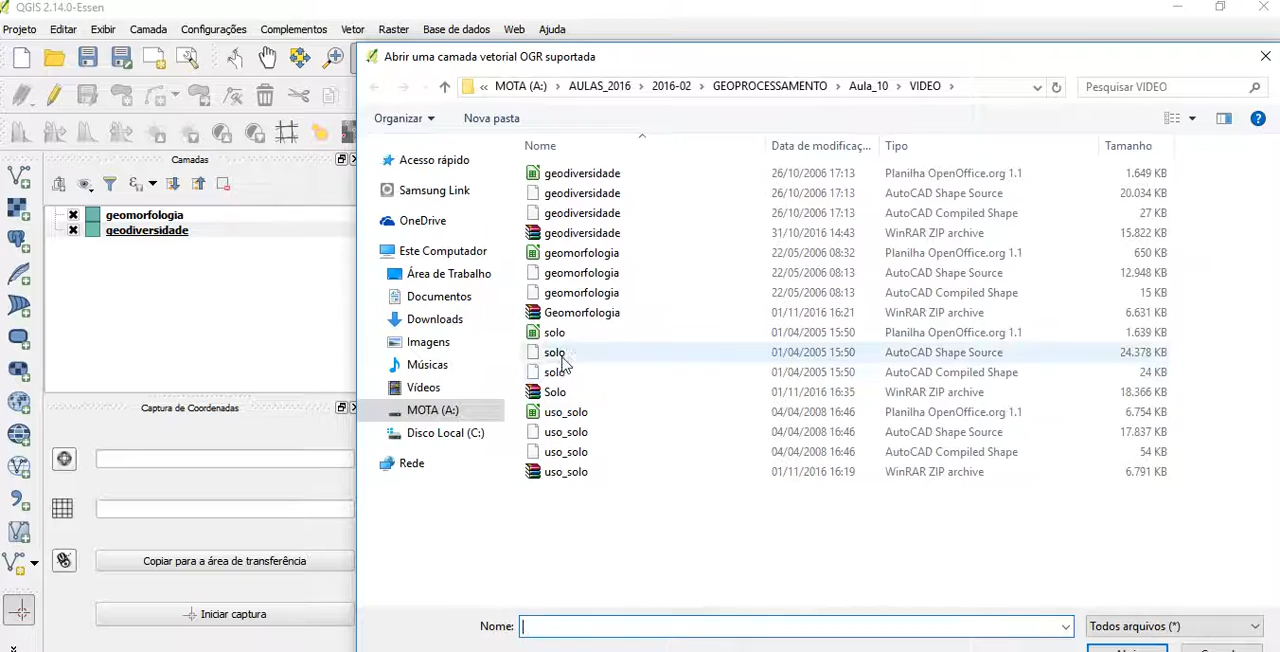 QGIS 2.14.0-Essen
Projeto Editar Exibir Camada Configurações Complementos Vetor Raster Base de dados Web Ajuda
Abrir uma camada vetorial OGR suportada
« MOTA (A:) › AULAS_2016 › 2016-02 › GEOPROCESSAMENTO › Aula_10 › VIDEO ›
Pesquisar VIDEO
Organizar Nova pasta
Camadas
geomorfologia
geodiversidade
Captura de Coordenadas
Copiar para a área de transferência
Iniciar captura
Acesso rápido
Samsung Link
OneDrive
Este Computador
Área de Trabalho
Documentos
Downloads
Imagens
Músicas
Vídeos
MOTA (A:)
Disco Local (C:)
Rede
Nome Data de modificaç... Tipo Tamanho
geodiversidade 26/10/2006 17:13 Planilha OpenOffice.org 1.1 1.649 KB
geodiversidade 26/10/2006 17:13 AutoCAD Shape Source 20.034 KB
geodiversidade 26/10/2006 17:13 AutoCAD Compiled Shape 27 KB
geodiversidade 31/10/2016 14:43 WinRAR ZIP archive 15.822 KB
geomorfologia 22/05/2006 08:32 Planilha OpenOffice.org 1.1 650 KB
geomorfologia 22/05/2006 08:13 AutoCAD Shape Source 12.948 KB
geomorfologia 22/05/2006 08:13 AutoCAD Compiled Shape 15 KB
Geomorfologia 01/11/2016 16:21 WinRAR ZIP archive 6.631 KB
solo 01/04/2005 15:50 Planilha OpenOffice.org 1.1 1.639 KB
solo 01/04/2005 15:50 AutoCAD Shape Source 24.378 KB
solo 01/04/2005 15:50 AutoCAD Compiled Shape 24 KB
Solo 01/11/2016 16:35 WinRAR ZIP archive 18.366 KB
uso_solo 04/04/2008 16:46 Planilha OpenOffice.org 1.1 6.754 KB
uso_solo 04/04/2008 16:46 AutoCAD Shape Source 17.837 KB
uso_solo 04/04/2008 16:46 AutoCAD Compiled Shape 54 KB
uso_solo 01/11/2016 16:19 WinRAR ZIP archive 6.791 KB
Nome:
Todos arquivos (*)